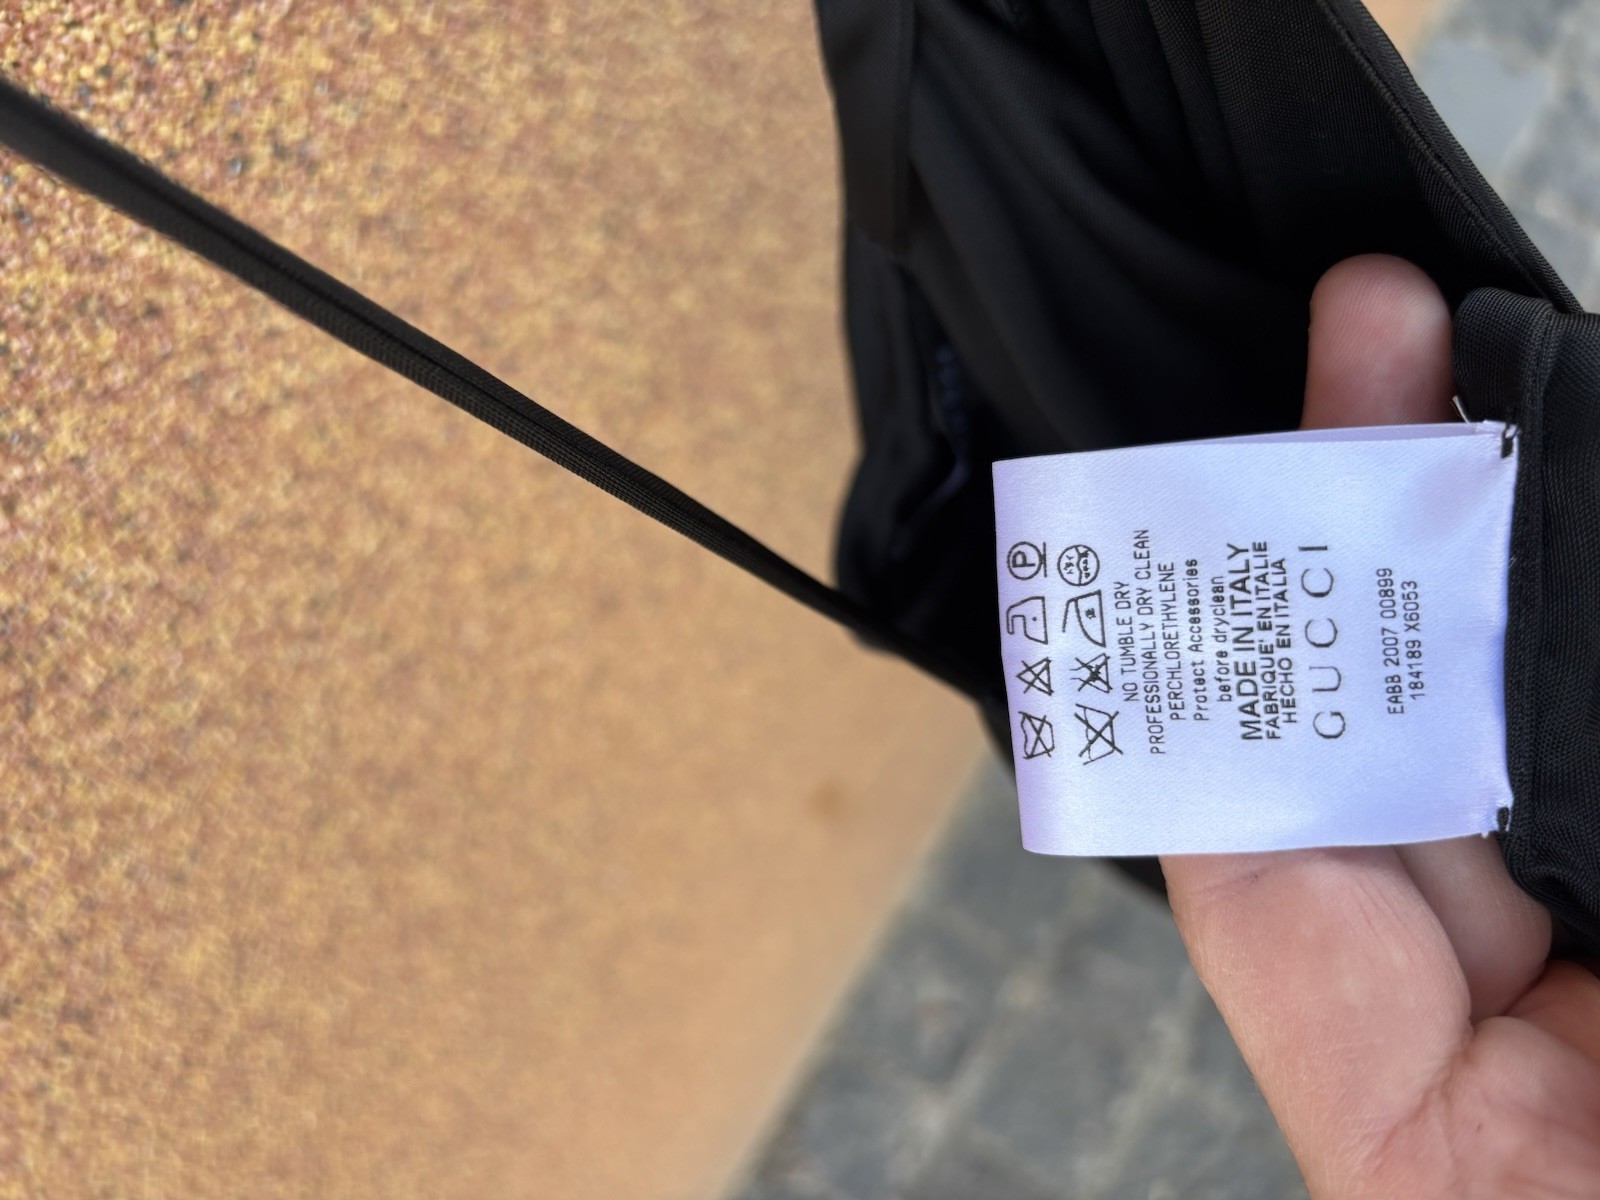 P
NO TUMBLE DRY
PROFESSIONALLY DRY CLEAN
PERCHLORETHYLENE
Protect Accessories
before dryclean
MADE IN ITALY
FABRIQUE' EN ITALIE
HECHO EN ITALIA
GUCCI
EABB 2007 00899
184189 X6053